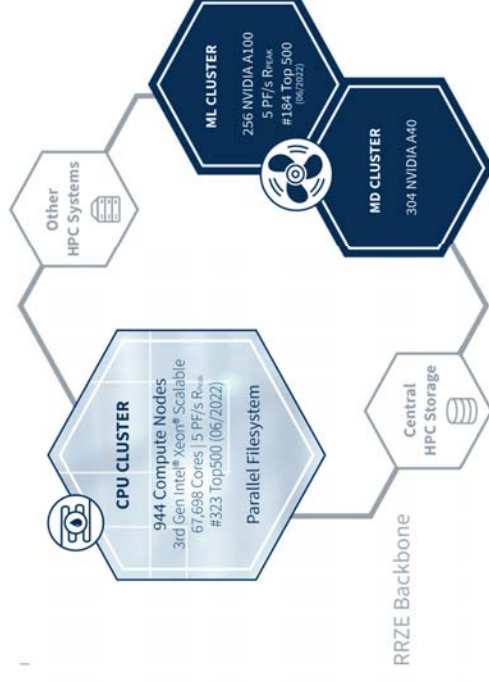 CPU CLUSTER
944 Compute Nodes
3rd Gen Intel® Xeon® Scalable
67,698 Cores | 5 PF/s RPeak
#323 Top500 (06/2022)
Parallel Filesystem
Other
HPC Systems
ML CLUSTER
256 NVIDIA A100
5 PF/s RPEAK
#184 Top 500
(06/2022)
MD CLUSTER
304 NVIDIA A40
Central
HPC Storage
RRZE Backbone